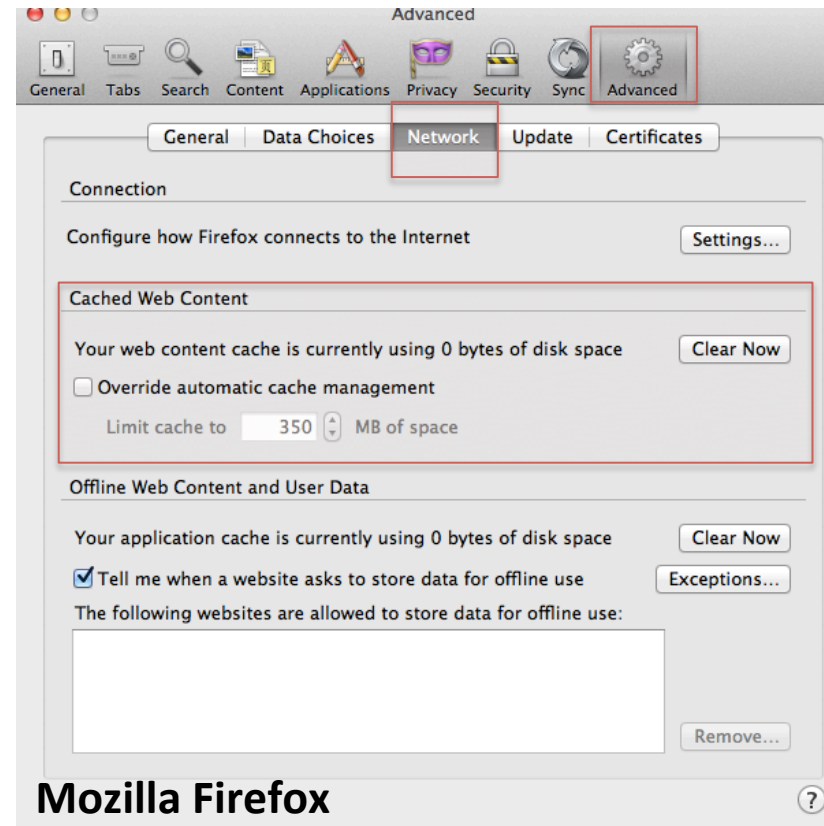 Advanced
General Tabs Search Content Applications Privacy Security Sync Advanced
General Data Choices Network Update Certificates
Connection
Configure how Firefox connects to the Internet Settings...
Cached Web Content
Your web content cache is currently using 0 bytes of disk space Clear Now
Override automatic cache management
Limit cache to 350 MB of space
Offline Web Content and User Data
Your application cache is currently using 0 bytes of disk space Clear Now
Tell me when a website asks to store data for offline use Exceptions...
The following websites are allowed to store data for offline use:
Remove...
Mozilla Firefox ?